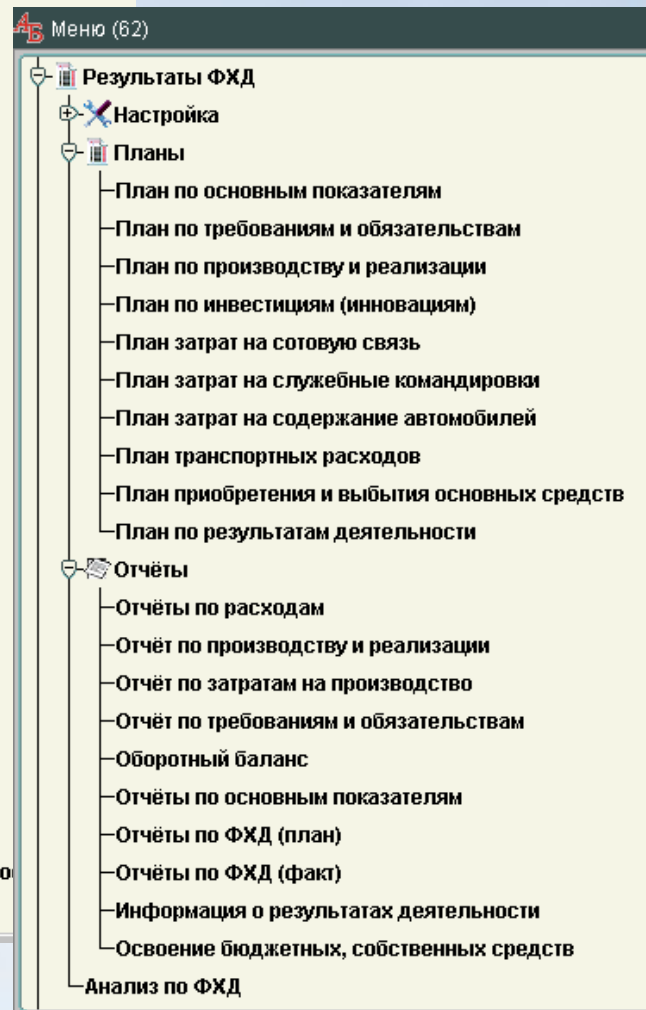 АБ Меню (62)
Результаты ФХД
Настройка
Планы
План по основным показателям
План по требованиям и обязательствам
План по производству и реализации
План по инвестициям (инновациям)
План затрат на сотовую связь
План затрат на служебные командировки
План затрат на содержание автомобилей
План транспортных расходов
План приобретения и выбытия основных средств
План по результатам деятельности
Отчёты
Отчёты по расходам
Отчёт по производству и реализации
Отчёт по затратам на производство
Отчёт по требованиям и обязательствам
Оборотный баланс
Отчёты по основным показателям
Отчёты по ФХД (план)
Отчёты по ФХД (факт)
Информация о результатах деятельности
Освоение бюджетных, собственных средств
Анализ по ФХД